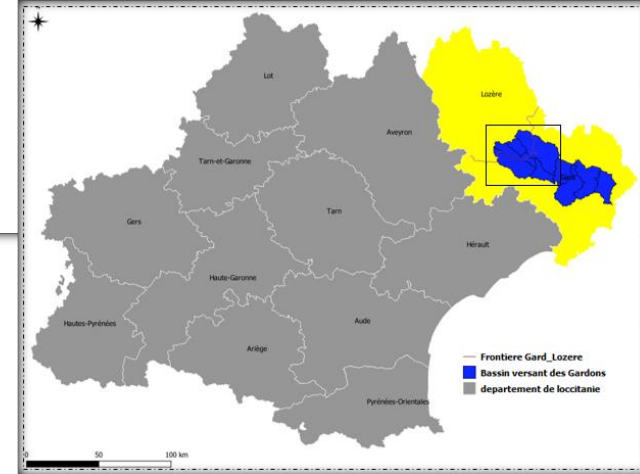 Lot
Lozère
Aveyron
Tarn-et-Garonne
Gard
Gers
Tarn
Hérault
Haute-Garonne
Hautes-Pyrénées
Aude
Ariège
Pyrénées-Orientales
Frontiere Gard_Lozere
Bassin versant des Gardons
departement de loccitanie
0 50 100 km